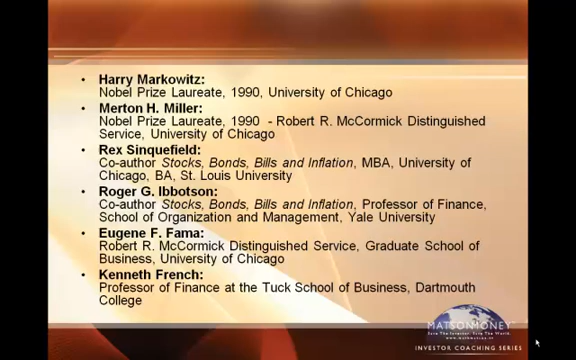 • Harry Markowitz:
Nobel Prize Laureate, 1990, University of Chicago
• Merton H. Miller:
Nobel Prize Laureate, 1990 - Robert R. McCormick Distinguished
Service, University of Chicago
• Rex Sinquefield:
Co-author Stocks, Bonds, Bills and Inflation, MBA, University of
Chicago, BA, St. Louis University
• Roger G. Ibbotson:
Co-author Stocks, Bonds, Bills and Inflation, Professor of Finance,
School of Organization and Management, Yale University
• Eugene F. Fama:
Robert R. McCormick Distinguished Service, Graduate School of
Business, University of Chicago
• Kenneth French:
Professor of Finance at the Tuck School of Business, Dartmouth
College
MATSONMONEY
INVESTOR COACHING SERIES